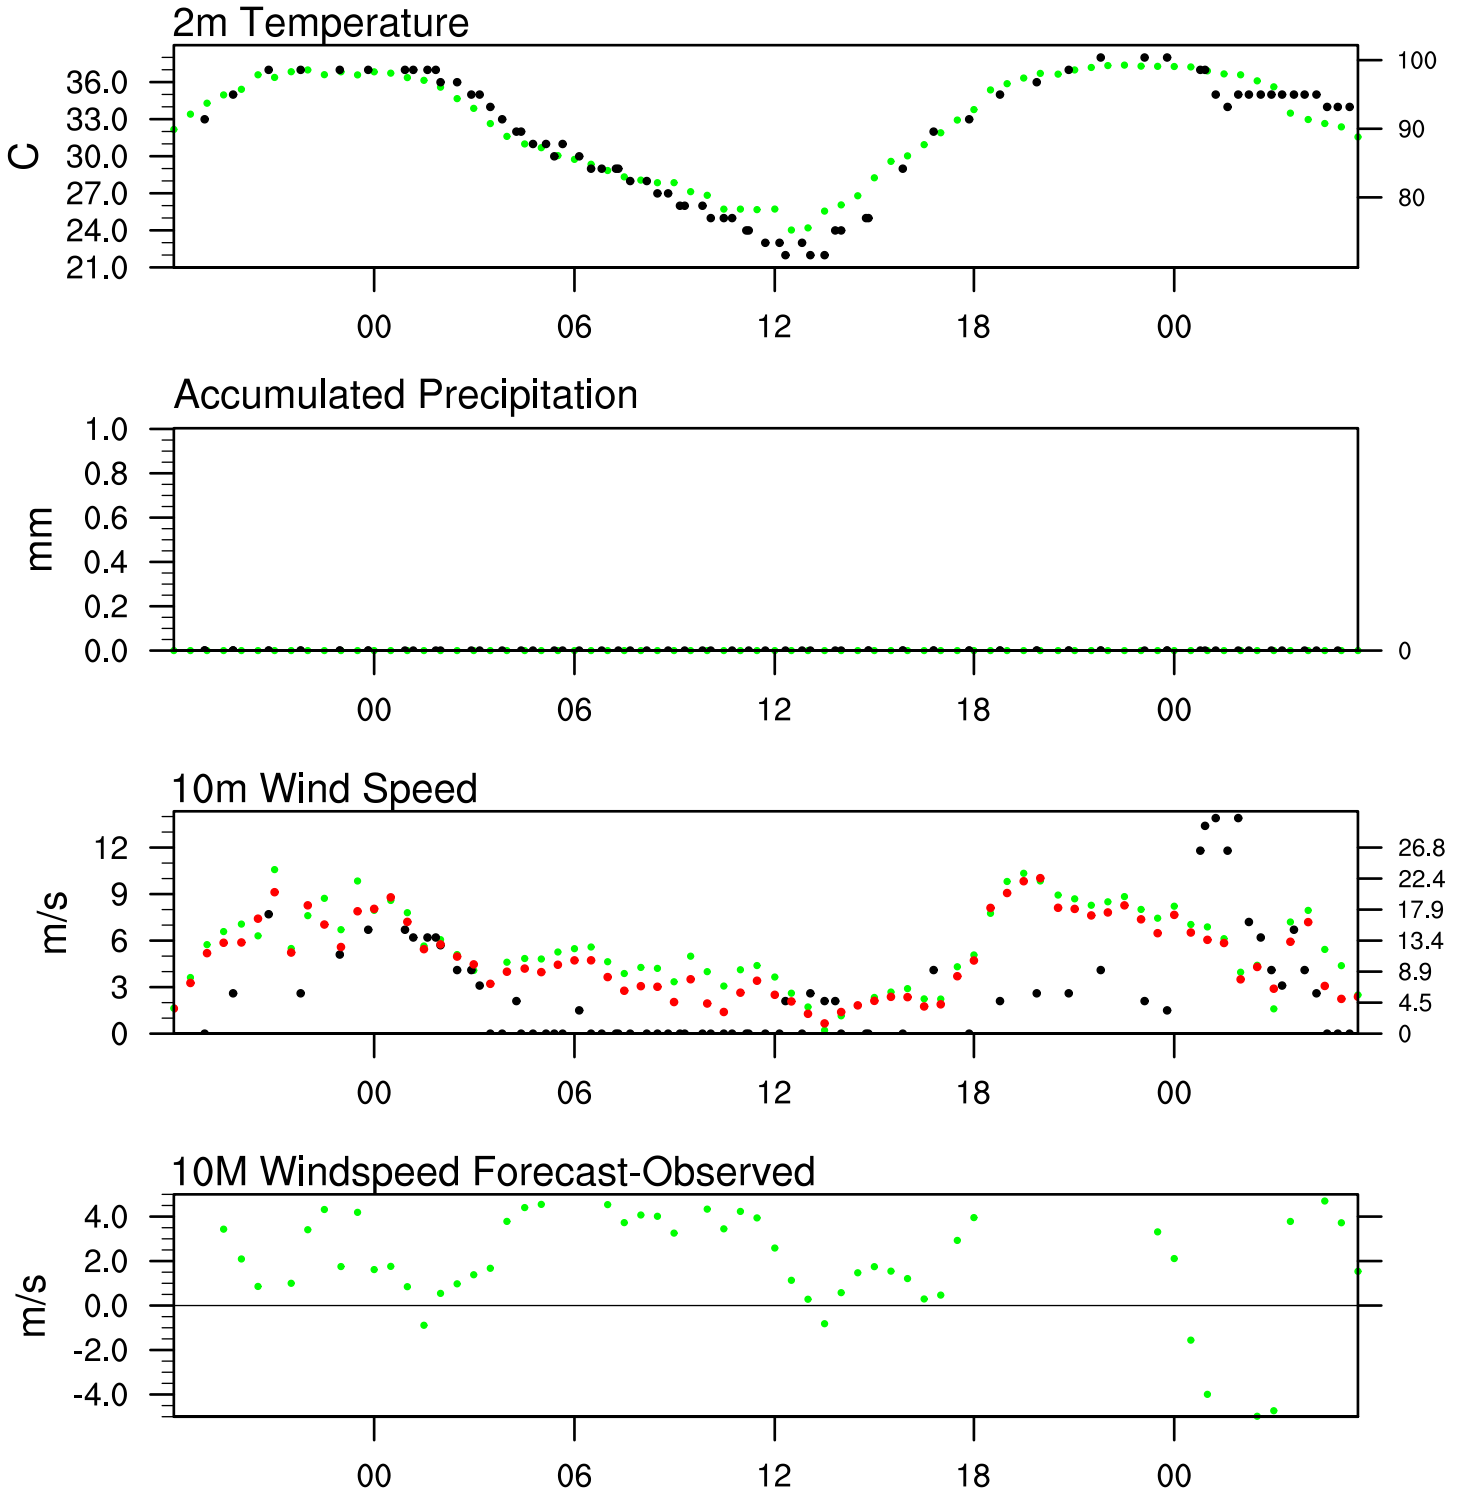 2m Temperature
36.0
33.0
30.0
27.0
24.0
21.0
C
100
90
80
00 06 12 18 00
Accumulated Precipitation
1.0
0.8
0.6
0.4
0.2
0.0
mm
0
00 06 12 18 00
10m Wind Speed
12
9
6
3
0
m/s
26.8
22.4
17.9
13.4
8.9
4.5
0
00 06 12 18 00
10M Windspeed Forecast-Observed
4.0
2.0
0.0
-2.0
-4.0
m/s
00 06 12 18 00